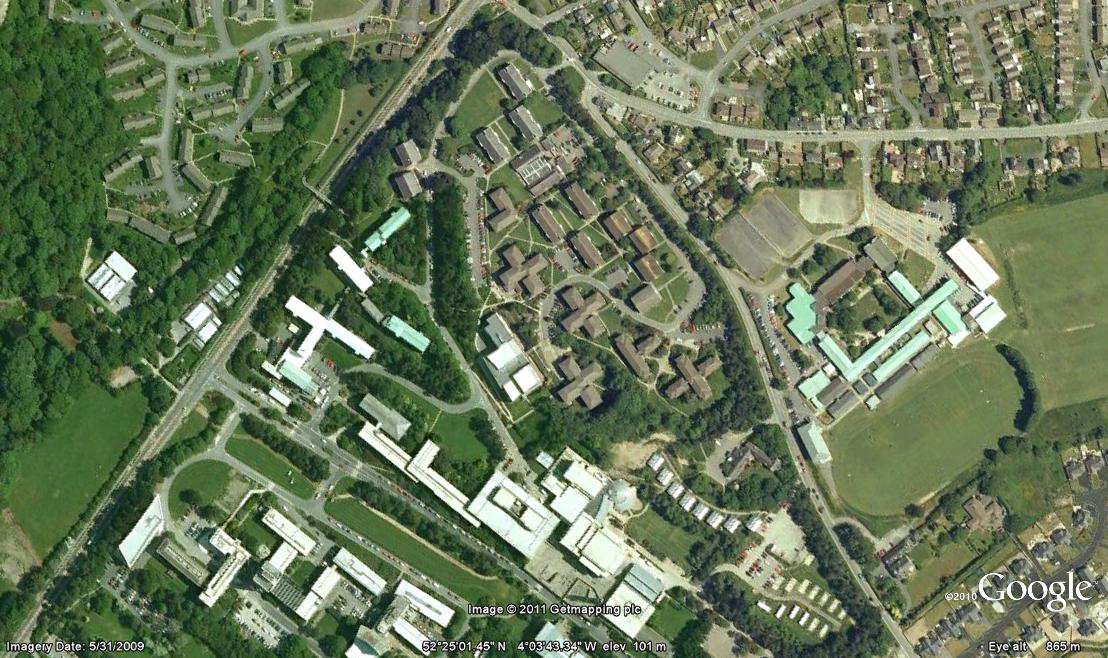 Image © 2011 Getmapping plc
©2010 Google
Imagery Date: 5/31/2009 52°25'01.45" N 4°03'43.34" W elev 101 m Eye alt 865 m